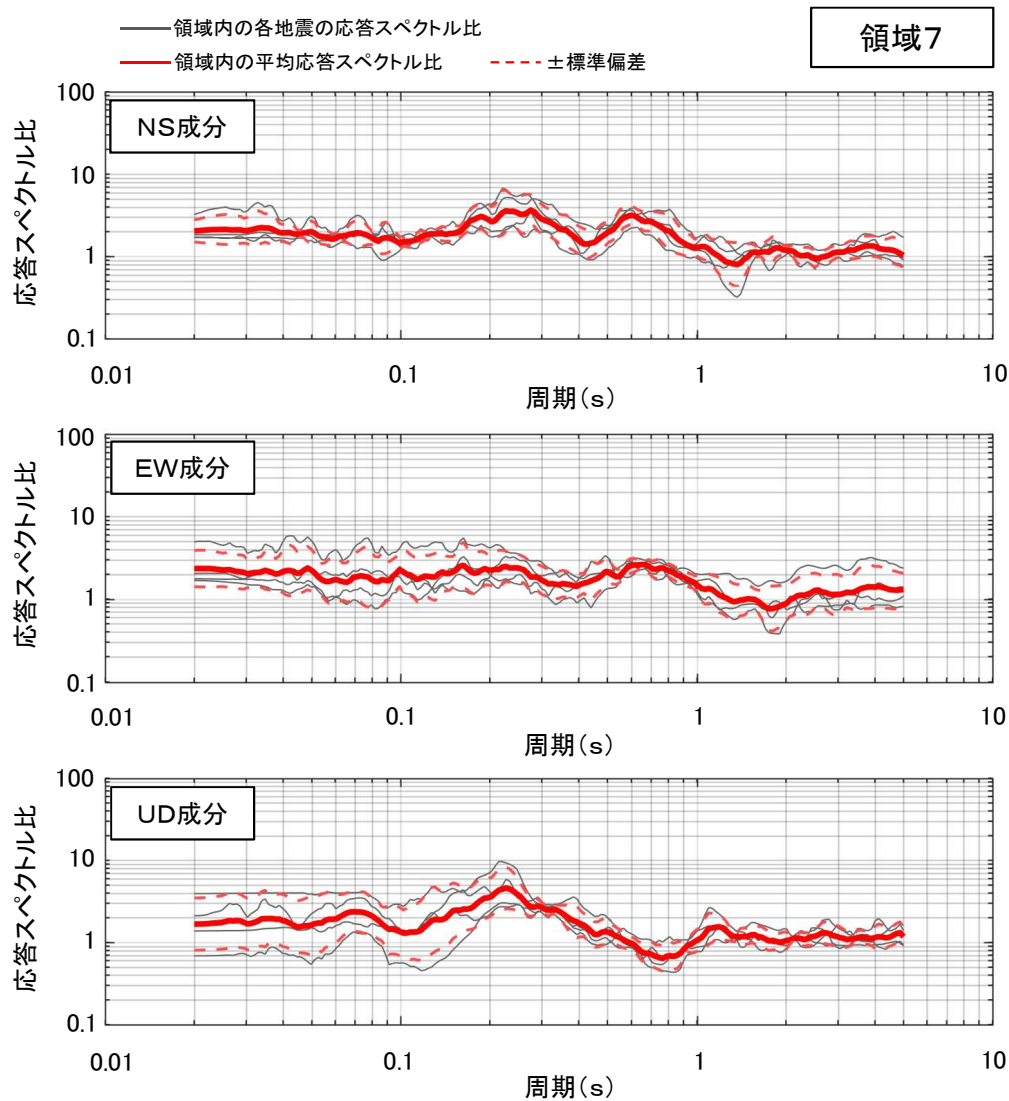 領域内の各地震の応答スペクトル比
領域内の平均応答スペクトル比 ±標準偏差
領域7
NS成分
応答スペクトル比
100
10
1
0.1
0.01 0.1 1 10
周期(s)
EW成分
応答スペクトル比
100
10
1
0.1
0.01 0.1 1 10
周期(s)
UD成分
応答スペクトル比
100
10
1
0.1
0.01 0.1 1 10
周期(s)